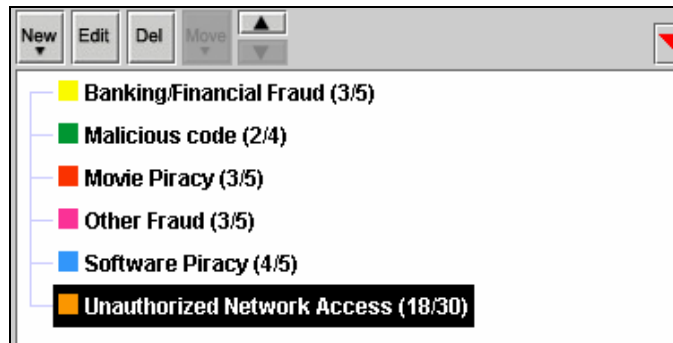 New Edit Del Move
Banking/Financial Fraud (3/5)
Malicious code (2/4)
Movie Piracy (3/5)
Other Fraud (3/5)
Software Piracy (4/5)
Unauthorized Network Access (18/30)